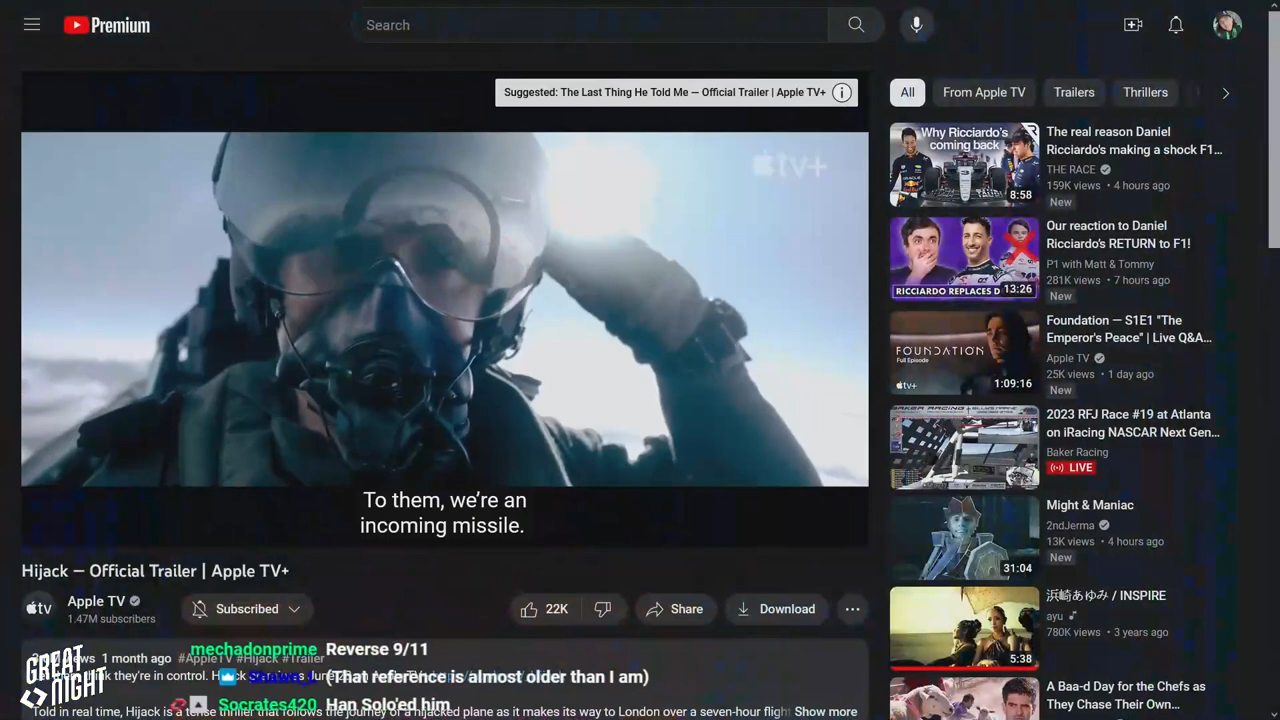 Premium
Search
Suggested: The Last Thing He Told Me — Official Trailer | Apple TV+
tv+
To them, we’re an
incoming missile.
Hijack — Official Trailer | Apple TV+
tv
Apple TV
1.47M subscribers
Subscribed
22K
Share
Download
1 month ago #AppleTV #Hijack #Trailer
Told in real time, Hijack is a tense thriller that follows the journey of a hijacked plane as it makes its way to London over a seven-hour flight
Show more
GREAT
NIGHT
mechadonprime Reverse 9/11
(That reference is almost older than I am)
Socrates420 Han Solo'ed him
All
From Apple TV
Trailers
Thrillers
Why Ricciardo's
coming back
8:58
The real reason Daniel
Ricciardo's making a shock F1...
THE RACE
159K views • 4 hours ago
New
RICCIARDO REPLACES D
13:26
Our reaction to Daniel
Ricciardo’s RETURN to F1!
P1 with Matt & Tommy
281K views • 7 hours ago
New
FOUNDATION
Full Episode
tv+
1:09:16
Foundation — S1E1 "The
Emperor's Peace" | Live Q&A...
Apple TV
25K views • 1 day ago
New
BAKER RACING
2023 RFJ Race #19 at Atlanta
on iRacing NASCAR Next Gen...
Baker Racing
LIVE
31:04
Might & Maniac
2ndJerma
13K views • 4 hours ago
New
5:38
浜崎あゆみ / INSPIRE
ayu
780K views • 3 years ago
A Baa-d Day for the Chefs as
They Chase Their Own...